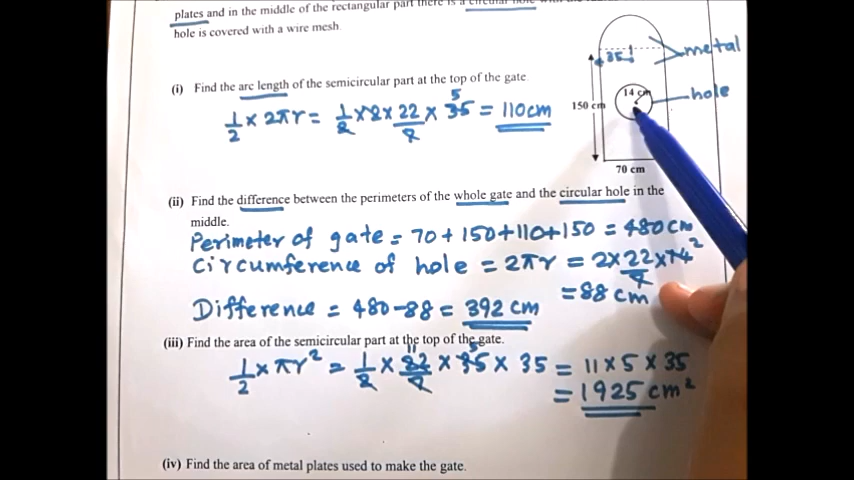 plates and in the middle of the rectangular part there is a circular hole
hole is covered with a wire mesh.
metal
35
14 cm
hole
150 cm
70 cm
(i) Find the arc length of the semicircular part at the top of the gate.
1/2 × 2πr = 1/2 × 2 × 22/7 × 35 5 = 110cm
(ii) Find the difference between the perimeters of the whole gate and the circular hole in the
middle.
Perimeter of gate = 70 + 150 + 110 + 150 = 480 cm
Circumference of hole = 2πr = 2 × 22/7 × 14 2
= 88 cm
Difference = 480 - 88 = 392 cm
(iii) Find the area of the semicircular part at the top of the gate.
1/2 × πr² = 1/2 × 22/7 11 × 35 5 × 35 = 11 × 5 × 35
= 1925 cm²
(iv) Find the area of metal plates used to make the gate.